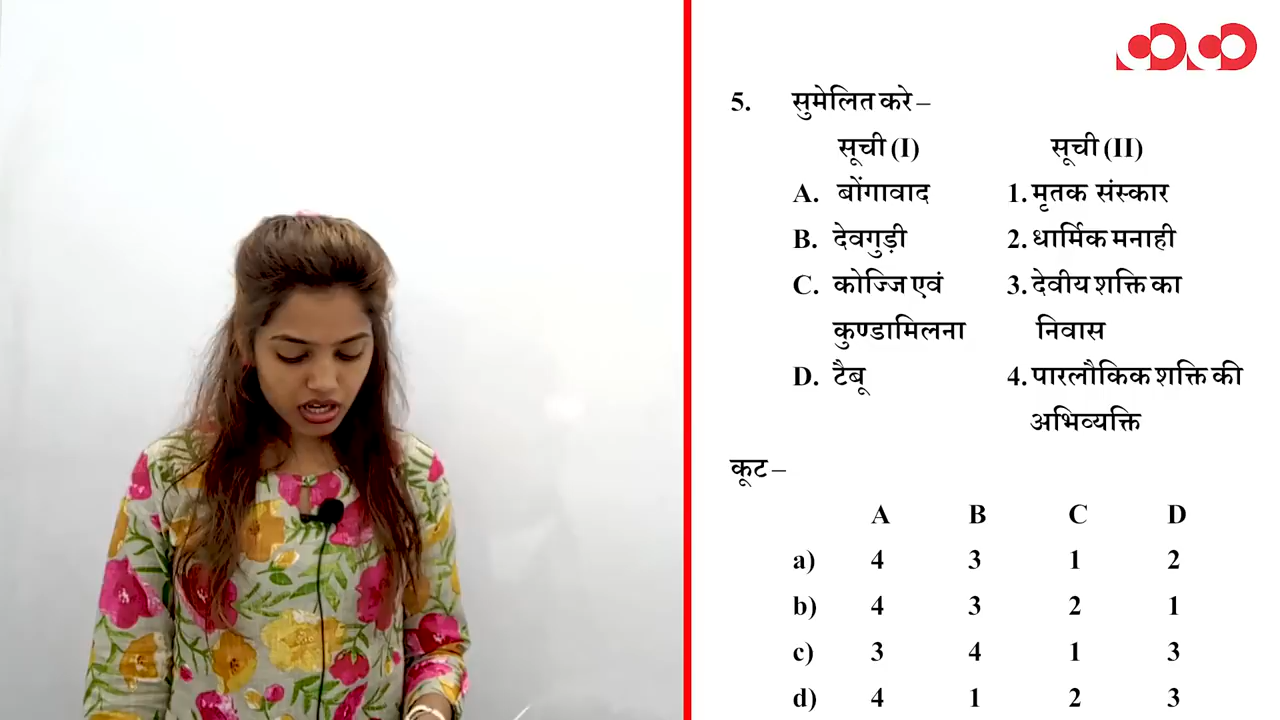 5. सुमेलित करे –
सूची (I) सूची (II)
A. बोंगावाद 1. मृतक संस्कार
B. देवगुड़ी 2. धार्मिक मनाही
C. कोज्जि एवं 3. देवीय शक्ति का
कुण्डामिलना निवास
D. टैबू 4. पारलौकिक शक्ति की
अभिव्यक्ति
कूट –
A B C D
a) 4 3 1 2
b) 4 3 2 1
c) 3 4 1 3
d) 4 1 2 3